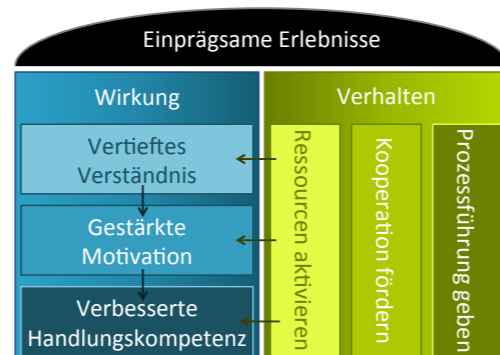 Einprägsame Erlebnisse
Wirkung
Vertieftes
Verständnis
Gestärkte
Motivation
Verbesserte
Handlungskompetenz
Verhalten
Ressourcen aktivieren
Kooperation fördern
Prozessführung geben